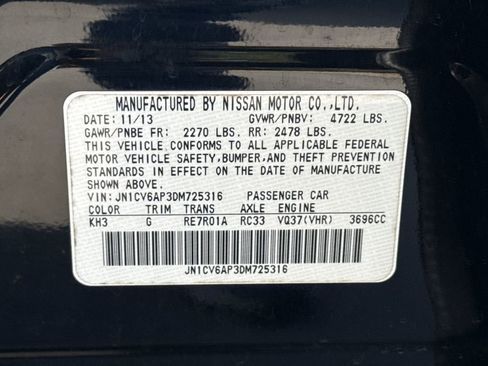 MANUFACTURED BY NISSAN MOTOR CO.,LTD.
DATE: 11/13 GVWR/PNBV: 4722 LBS.
GAWR/PNBE FR: 2270 LBS. RR: 2478 LBS.
THIS VEHICLE CONFORMS TO ALL APPLICABLE FEDERAL
MOTOR VEHICLE SAFETY, BUMPER, AND THEFT PREVENTION
STANDARDS IN EFFECT ON THE DATE OF MANUFACTURE
SHOWN ABOVE.
VIN: JN1CV6AP3DM725316 PASSENGER CAR
COLOR TRIM TRANS AXLE ENGINE
KH3 G RE7R01A RC33 VQ37(VHR) 3696CC
JN1CV6AP3DM725316